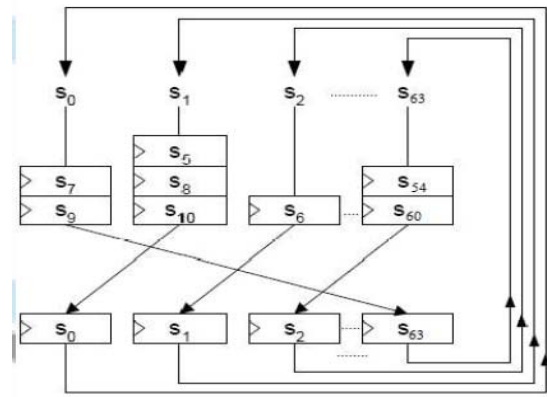 S0 S1 S2 ........... S63
S5
S7 S8 S54
S9 S10 S6 ..... S60
S0 S1 S2 ..... S63
........